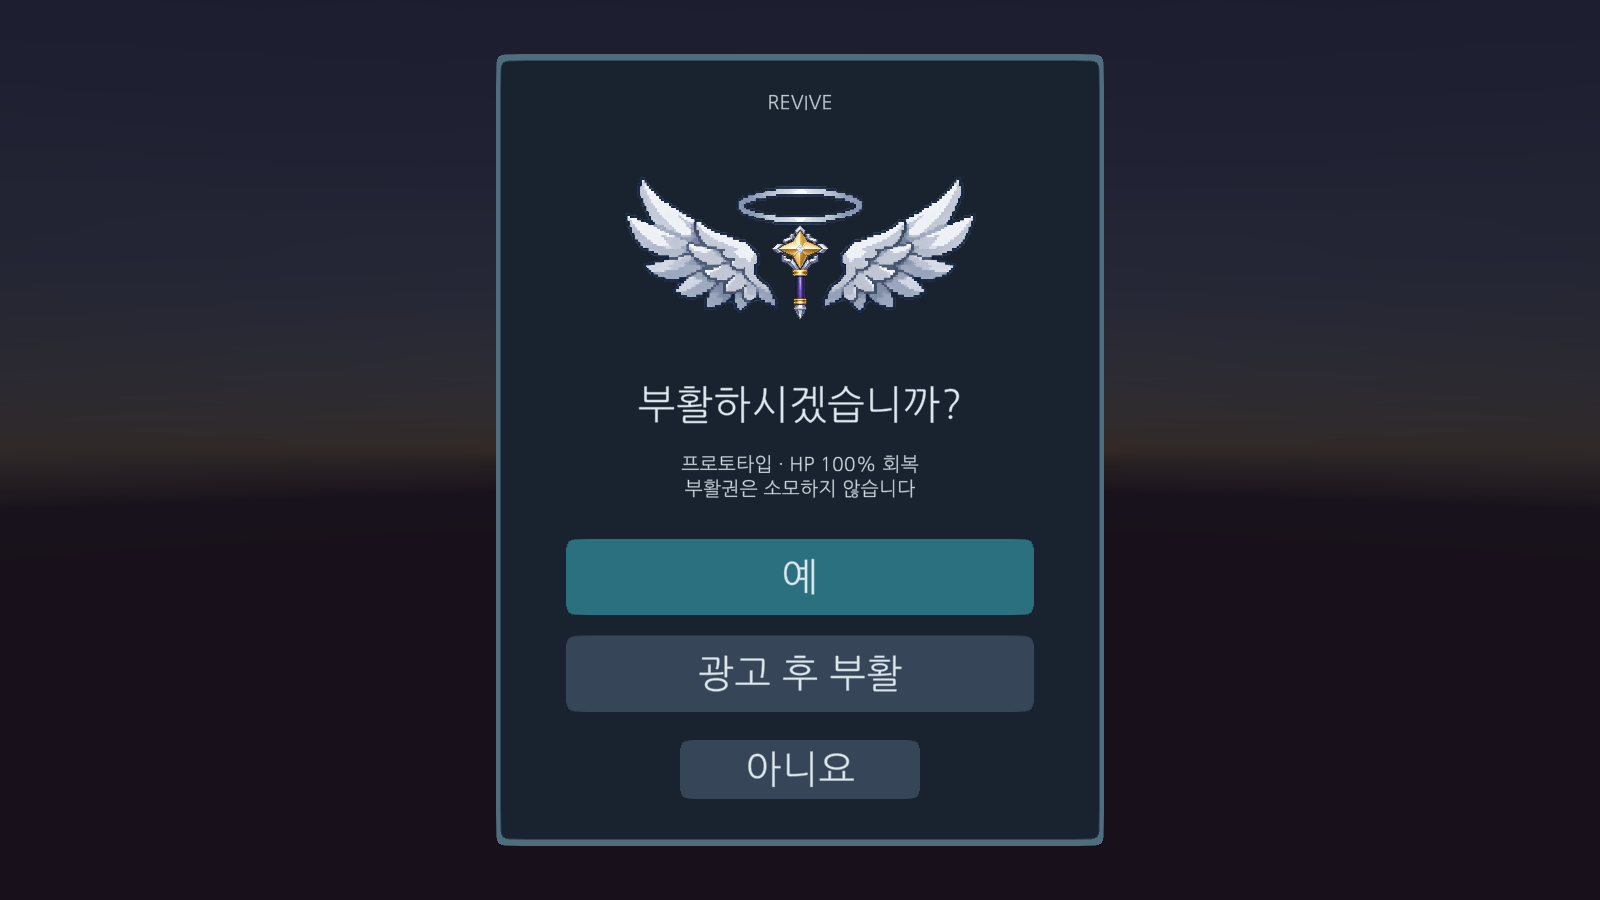 REVIVE
부활하시겠습니까?
프로토타입 · HP 100% 회복
부활권은 소모하지 않습니다
예
광고 후 부활
아니요